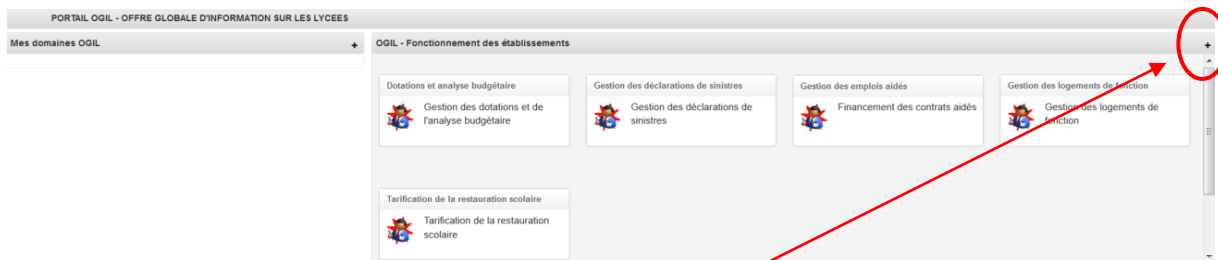 PORTAIL OGIL - OFFRE GLOBALE D'INFORMATION SUR LES LYCEES
Mes domaines OGIL +
OGIL - Fonctionnement des établissements +
Dotations et analyse budgétaire
Gestion des dotations et de
l'analyse budgétaire
Gestion des déclarations de sinistres
Gestion des déclarations de
sinistres
Gestion des emplois aidés
Financement des contrats aidés
Gestion des logements de fonction
Gestion des logements de
fonction
Tarification de la restauration scolaire
Tarification de la restauration
scolaire